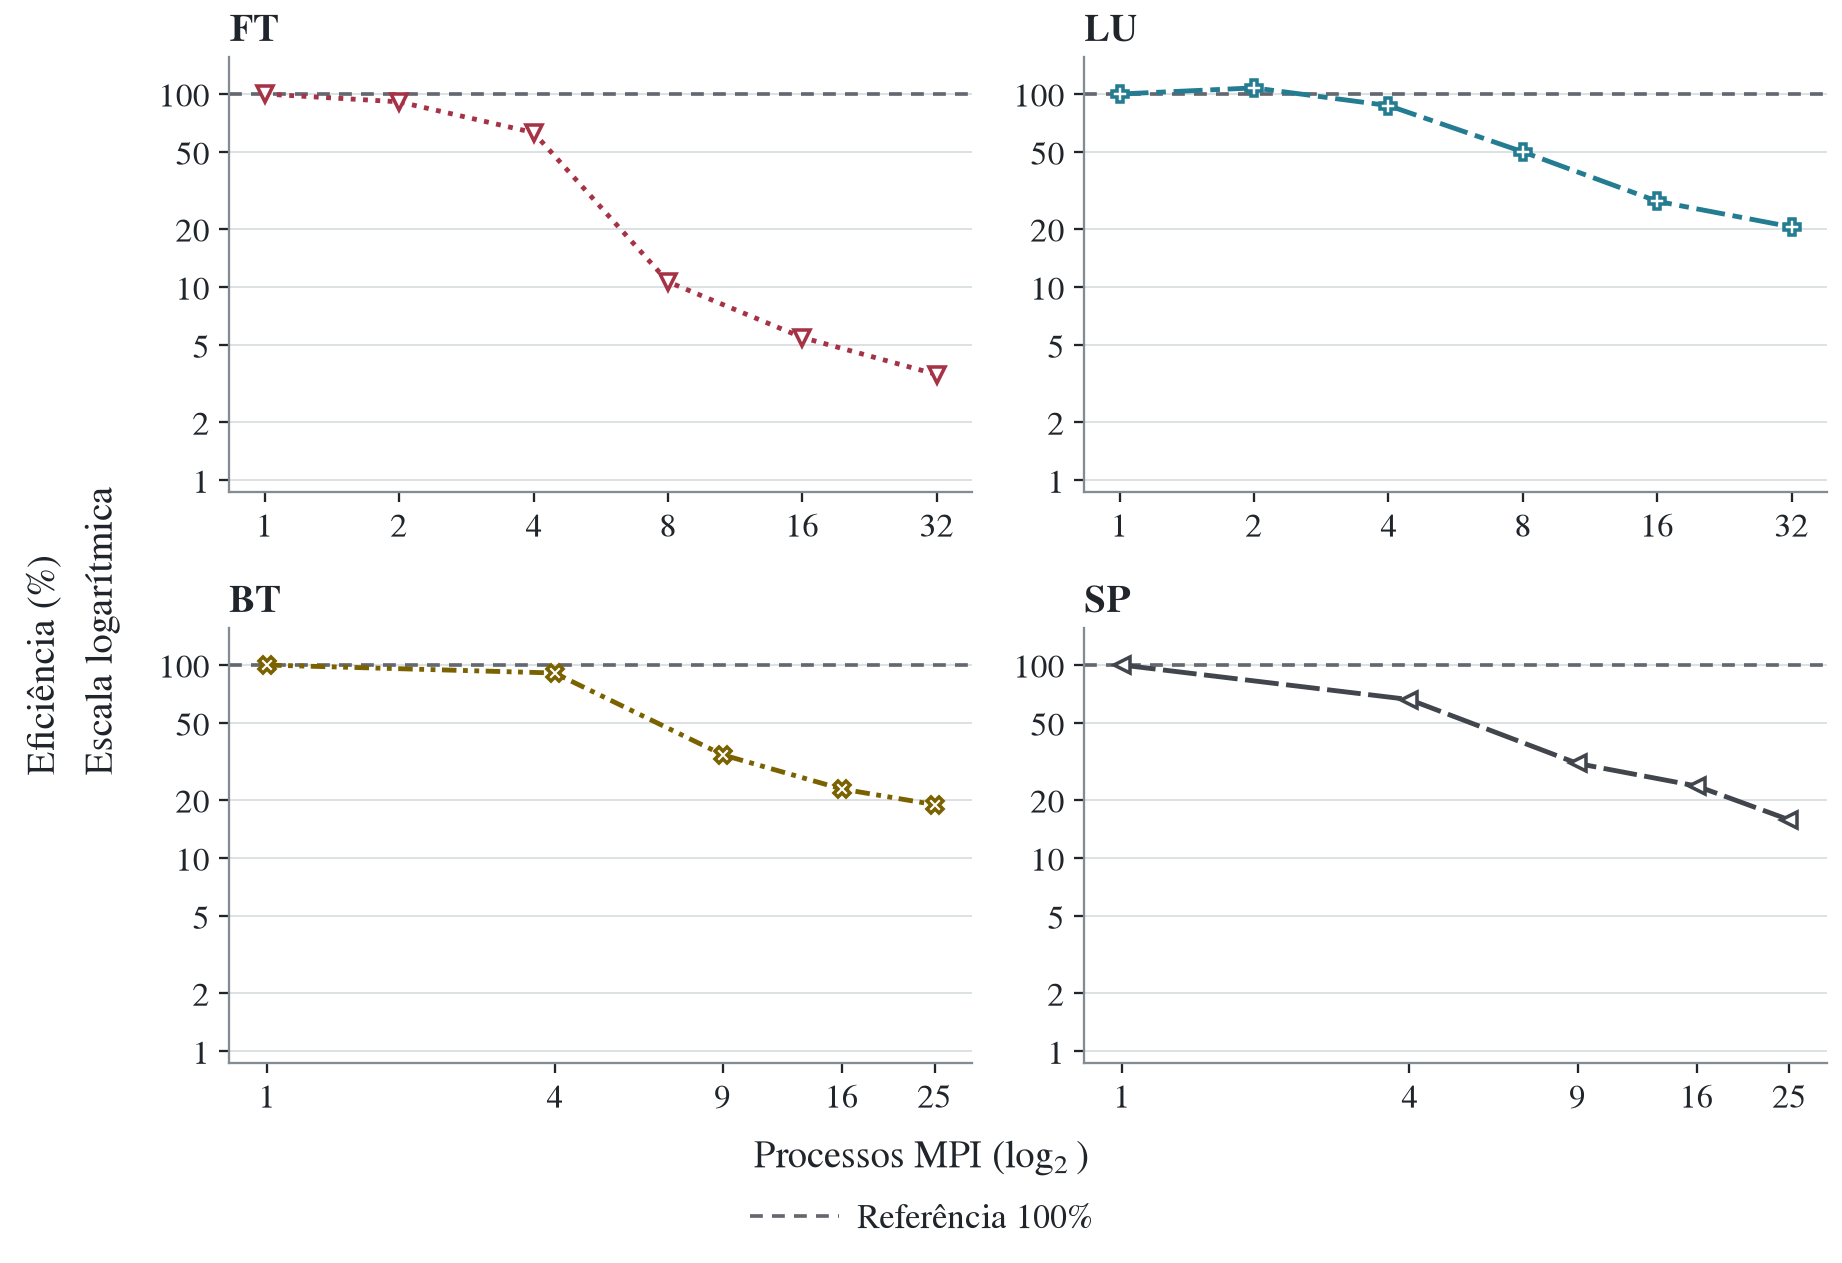 FT
100
50
20
10
5
2
1
1 2 4 8 16 32
LU
100
50
20
10
5
2
1
1 2 4 8 16 32
Eficiência (%)
Escala logarítmica
BT
100
50
20
10
5
2
1
1 4 9 16 25
SP
100
50
20
10
5
2
1
1 4 9 16 25
Processos MPI (log₂ )
Referência 100%